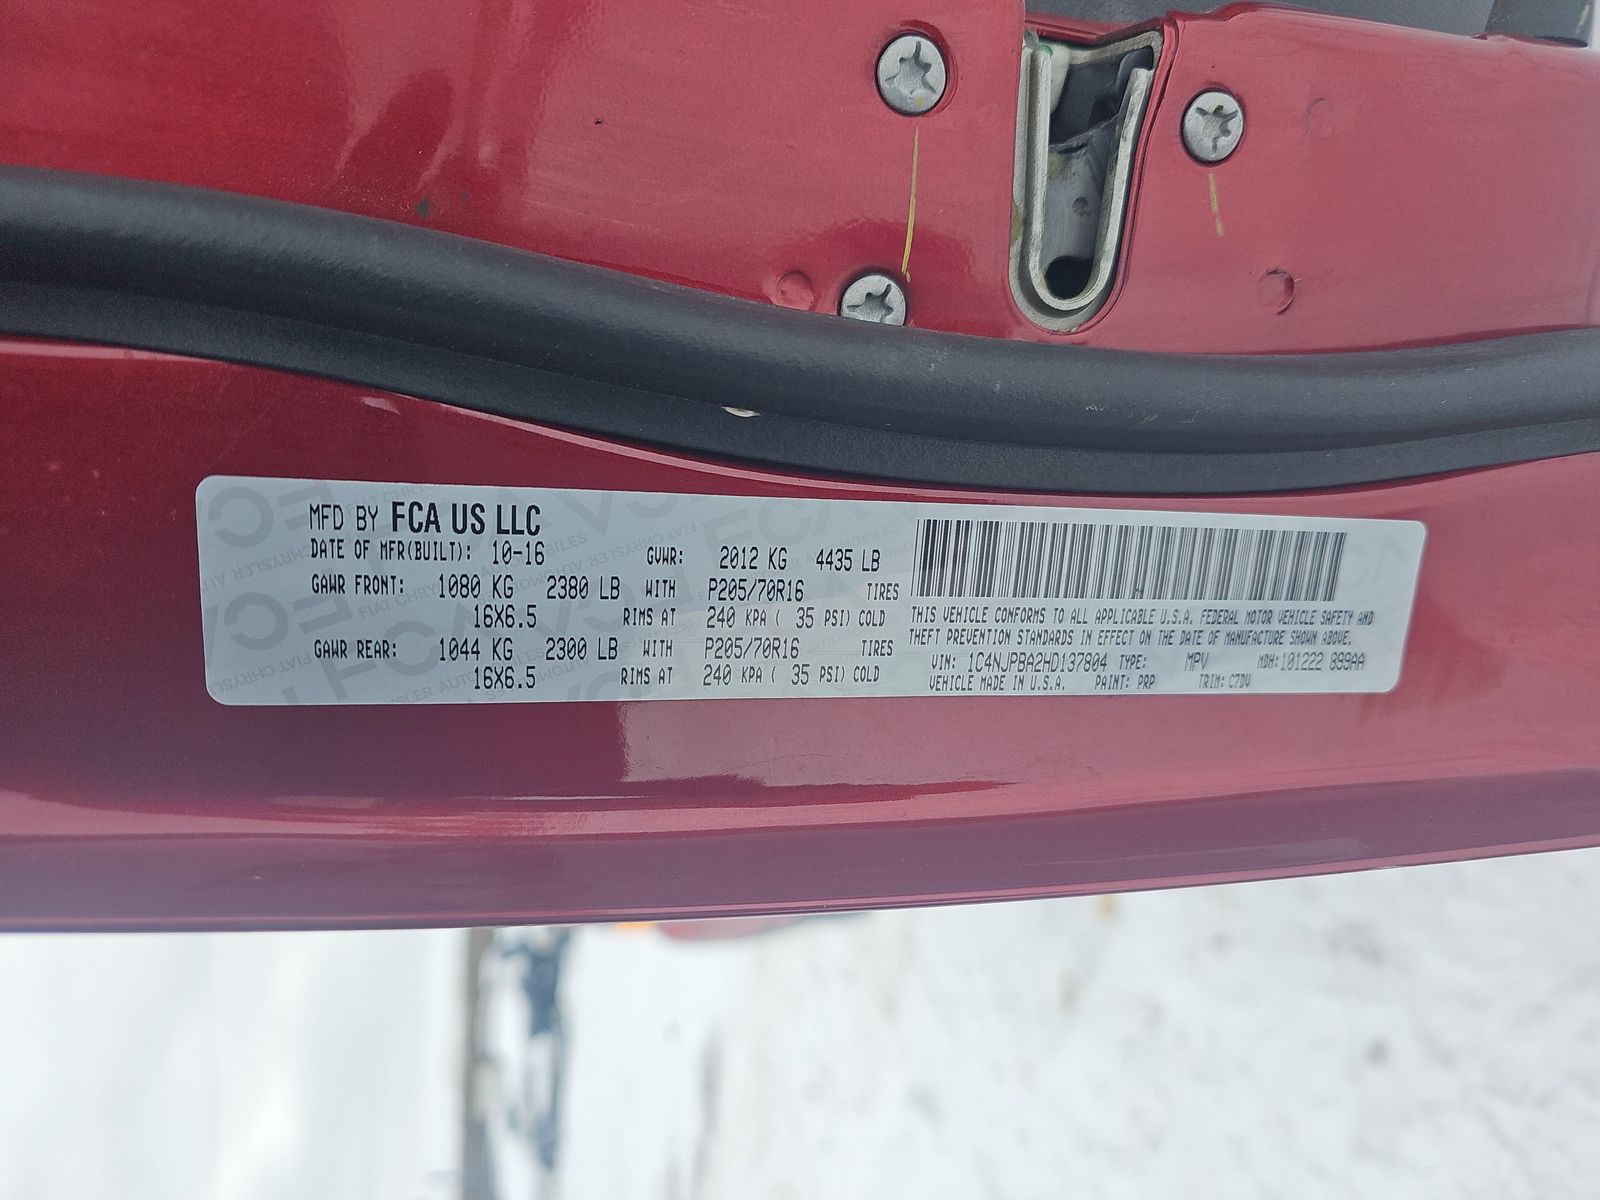 MFD BY FCA US LLC
DATE OF MFR(BUILT): 10-16 GVWR: 2012 KG 4435 LB
GAWR FRONT: 1080 KG 2380 LB WITH P205/70R16 TIRES
16X6.5 RIMS AT 240 KPA ( 35 PSI) COLD
GAWR REAR: 1044 KG 2300 LB WITH P205/70R16 TIRES
16X6.5 RIMS AT 240 KPA ( 35 PSI) COLD
THIS VEHICLE CONFORMS TO ALL APPLICABLE U.S.A. FEDERAL MOTOR VEHICLE SAFETY AND
THEFT PREVENTION STANDARDS IN EFFECT ON THE DATE OF MANUFACTURE SHOWN ABOVE.
VIN: 1C4NJPBA2HD137804 TYPE: MPV MDH: 101222 899AA
VEHICLE MADE IN U.S.A. PAINT: PRP TRIM: C7DV